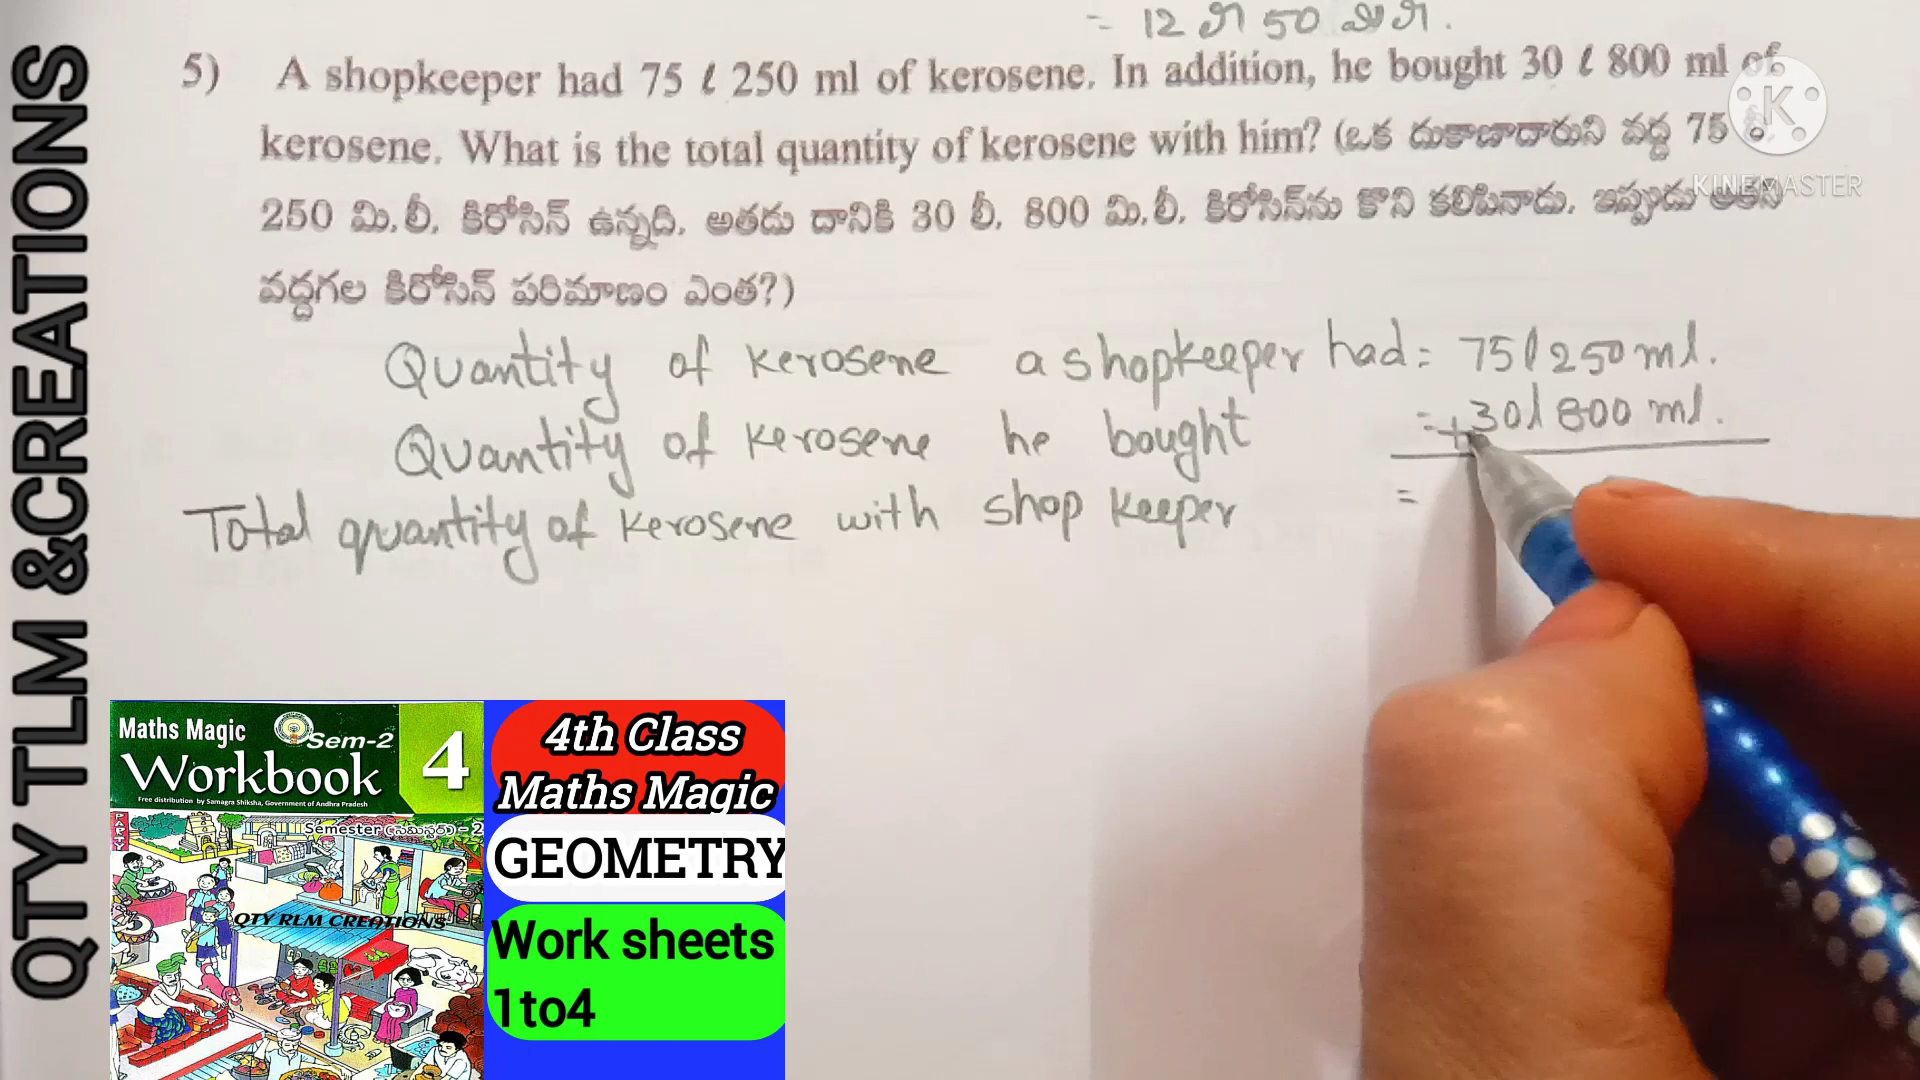 = 12 లీ 50 మి లీ.
5) A shopkeeper had 75 ℓ 250 ml of kerosene. In addition, he bought 30 ℓ 800 ml of
kerosene. What is the total quantity of kerosene with him? (ఒక దుకాణాదారుని వద్ద 75 లీ.
250 మి.లీ. కిరోసిన్ ఉన్నది. అతడు దానికి 30 లీ. 800 మి.లీ. కిరోసిన్‌ను కొని కలిపినాడు. ఇప్పుడు అతని
వద్దగల కిరోసిన్ పరిమాణం ఎంత?)
KINEMASTER
Quantity of kerosene a shopkeeper had = 75 l 250 ml.
Quantity of kerosene he bought = + 30 l 800 ml.
Total quantity of kerosene with shop keeper =
QTY TLM &CREATIONS
Maths Magic
Sem-2
Workbook 4
Free distribution by Samagra Shiksha, Government of Andhra Pradesh
Semester (సెమిస్టర్) - 2
QTY RLM CREATIONS
4th Class
Maths Magic
GEOMETRY
Work sheets
1to4